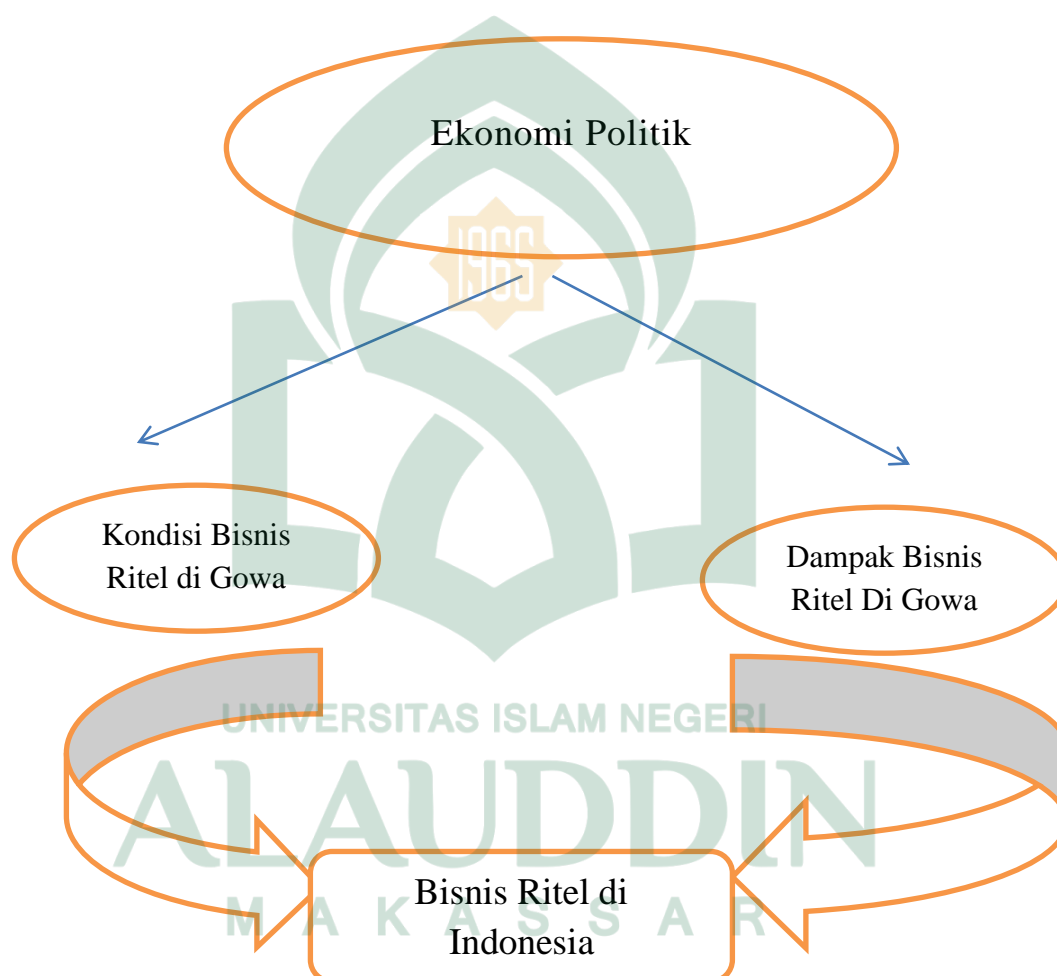 Ekonomi Politik
1965
Kondisi Bisnis
Ritel di Gowa
Dampak Bisnis
Ritel Di Gowa
UNIVERSITAS ISLAM NEGERI
ALAUDDIN
MAKASSAR
Bisnis Ritel di
Indonesia